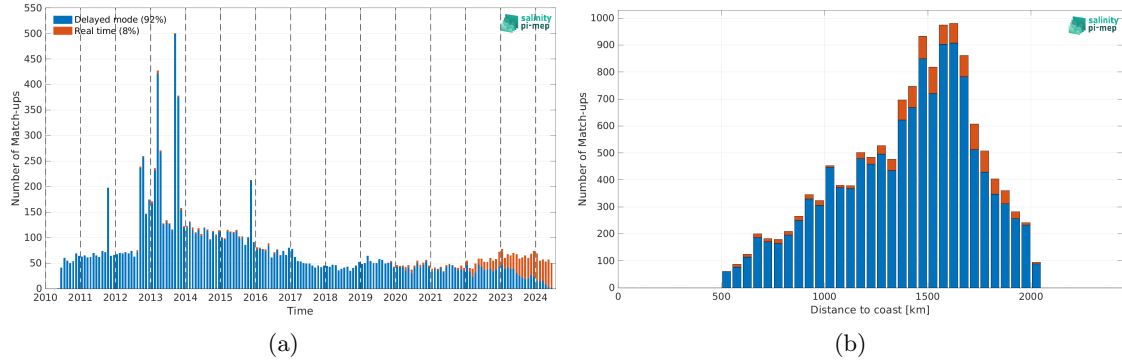 Delayed mode (92%)
Real time (8%)
salinity
pi-mep
Number of Match-ups
550
500
450
400
350
300
250
200
150
100
50
0
2010 2011 2012 2013 2014 2015 2016 2017 2018 2019 2020 2021 2022 2023 2024
Time
(a)
salinity
pi-mep
Number of Match-ups
1000
900
800
700
600
500
400
300
200
100
0
0 500 1000 1500 2000
Distance to coast [km]
(b)